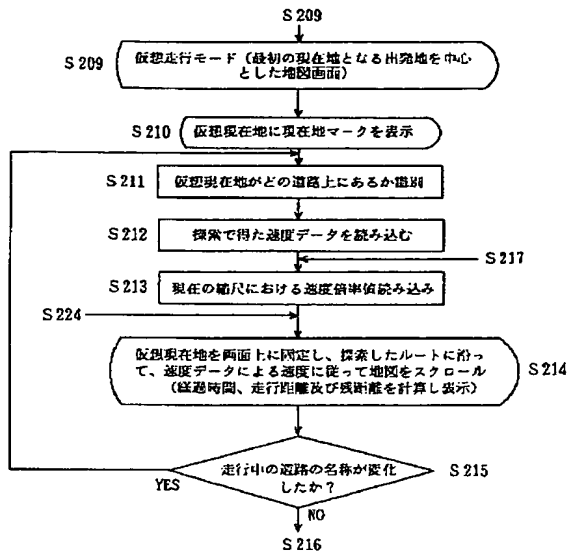 S209
S209
仮想走行モード（最初の現在地となる出発地を中心
とした地図画面）
S210
仮想現在地に現在地マークを表示
S211
仮想現在地がどの道路上にあるか識別
S212
探索で得た速度データを読み込む
S217
S213
現在の縮尺における速度倍率値読み込み
S224
仮想現在地を画面上に固定し、探索したルートに沿っ
て、速度データによる速度に従って地図をスクロール
（経過時間、走行距離及び残距離を計算し表示）
S214
走行中の道路の名称が変化
したか？
S215
YES
NO
S216